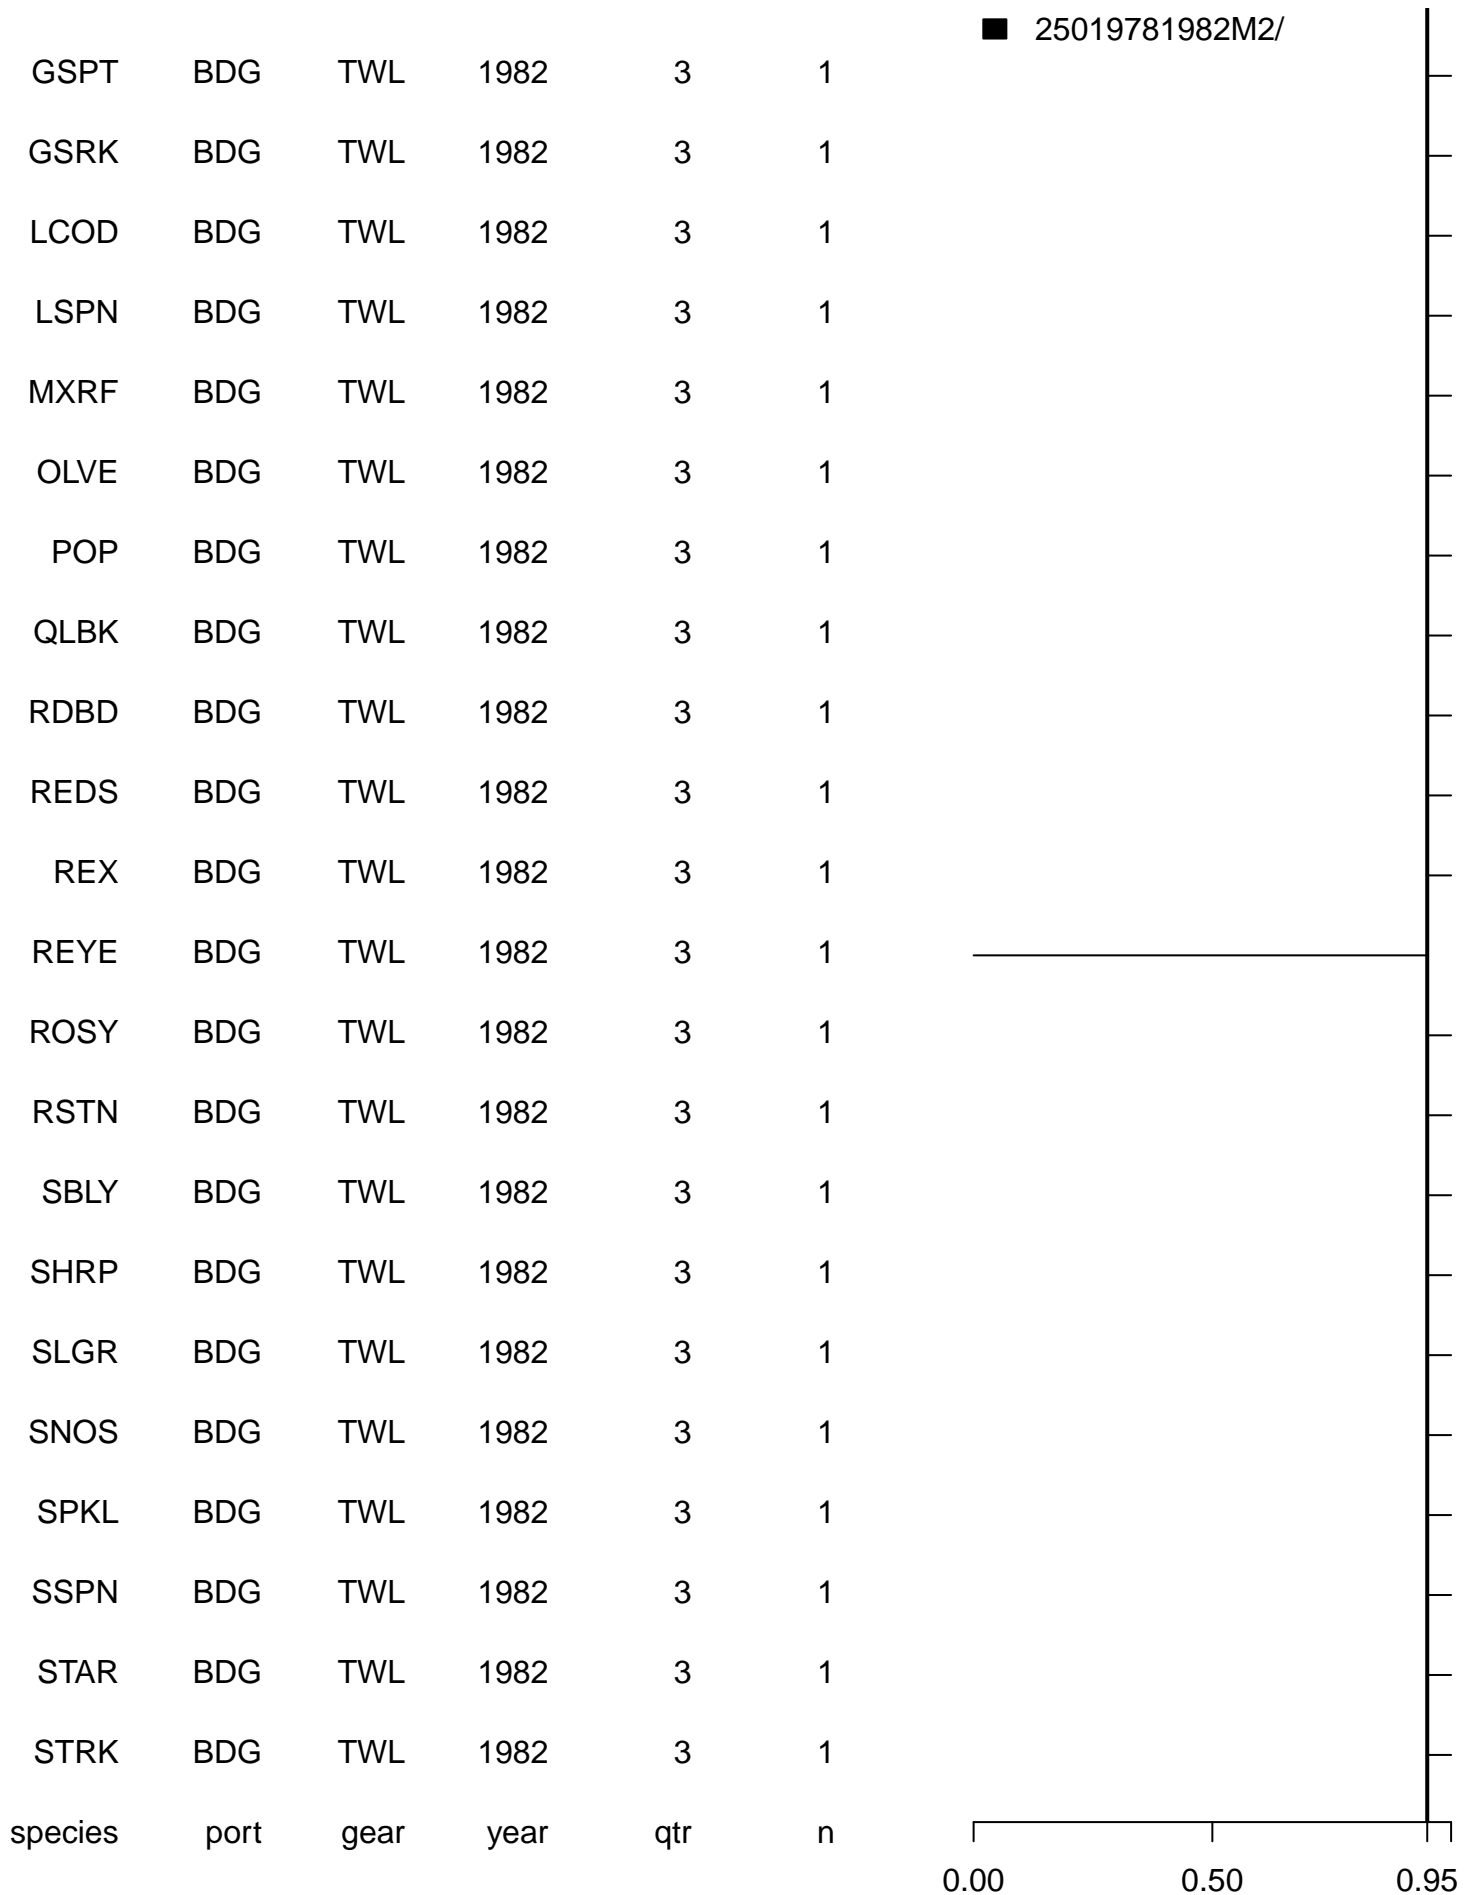 25019781982M2/
GSPT BDG TWL 1982 3 1
GSRK BDG TWL 1982 3 1
LCOD BDG TWL 1982 3 1
LSPN BDG TWL 1982 3 1
MXRF BDG TWL 1982 3 1
OLVE BDG TWL 1982 3 1
POP BDG TWL 1982 3 1
QLBK BDG TWL 1982 3 1
RDBD BDG TWL 1982 3 1
REDS BDG TWL 1982 3 1
REX BDG TWL 1982 3 1
REYE BDG TWL 1982 3 1
ROSY BDG TWL 1982 3 1
RSTN BDG TWL 1982 3 1
SBLY BDG TWL 1982 3 1
SHRP BDG TWL 1982 3 1
SLGR BDG TWL 1982 3 1
SNOS BDG TWL 1982 3 1
SPKL BDG TWL 1982 3 1
SSPN BDG TWL 1982 3 1
STAR BDG TWL 1982 3 1
STRK BDG TWL 1982 3 1
species port gear year qtr n
0.00 0.50 0.95